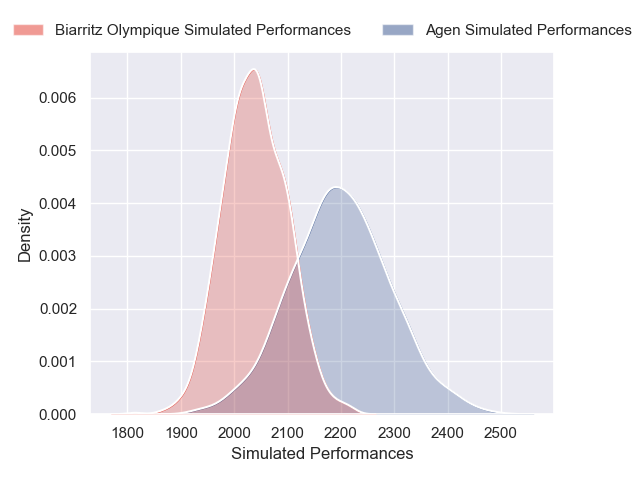 Biarritz Olympique Simulated Performances Agen Simulated Performances
0.006
0.005
0.004
0.003
0.002
0.001
0.000
Density
1800 1900 2000 2100 2200 2300 2400 2500
Simulated Performances